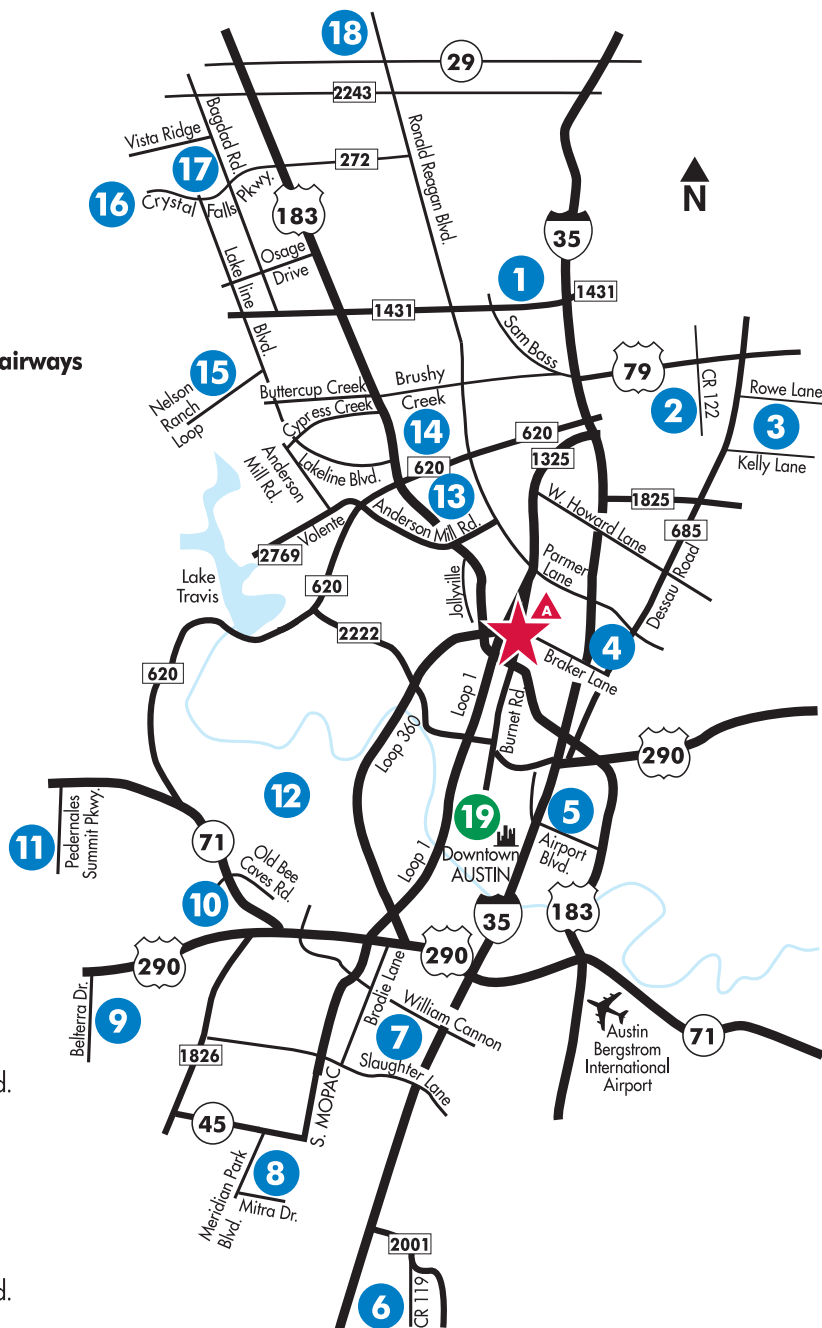 18
29
2243
Bagdad Rd.
Vista Ridge
Ronald Reagan Blvd.
272
17
16
Crystal Falls Pkwy.
N
183
35
Osage
Drive
1
1431
1431
Lake line Blvd.
Sam Bass
airways
79
CR 122
15
Nelson
Ranch
Loop
Buttercup Creek
Brushy
Creek
Cypress Creek
2
Rowe Lane
3
Kelly Lane
14
620
620
1325
Anderson
Mill Rd.
Lakeline Blvd.
13
1825
W. Howard Lane
685
Volente
Anderson Mill Rd.
2769
Parmer
Lane
Dessau Road
Lake
Travis
620
Jollyville
A
2222
4
Braker Lane
620
Loop 1
Burnet Rd.
Loop 360
290
12
19
5
11
Pedernales
Summit Pkwy.
71
Downtown
AUSTIN
Airport
Blvd.
Old Bee
Caves Rd.
Loop 1
10
35
183
290
290
Belterra Dr.
9
Brodie Lane
William Cannon
7
71
Austin
Bergstrom
International
Airport
1826
Slaughter Lane
d.
S. MOPAC
45
Meridian Park
Blvd.
8
Mitra Dr.
2001
d.
6
CR 119